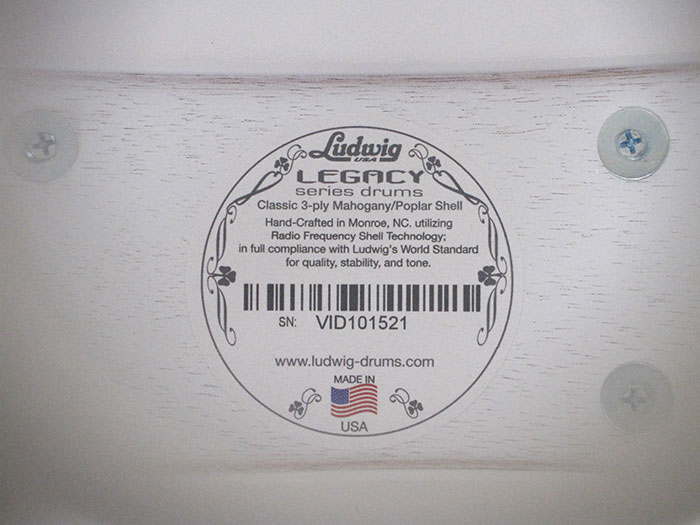 Ludwig
USA
LEGACY
series drums
Classic 3-ply Mahogany/Poplar Shell
Hand-Crafted in Monroe, NC. utilizing
Radio Frequency Shell Technology;
in full compliance with Ludwig's World Standard
for quality, stability, and tone.
SN: VID101521
www.ludwig-drums.com
MADE IN
USA